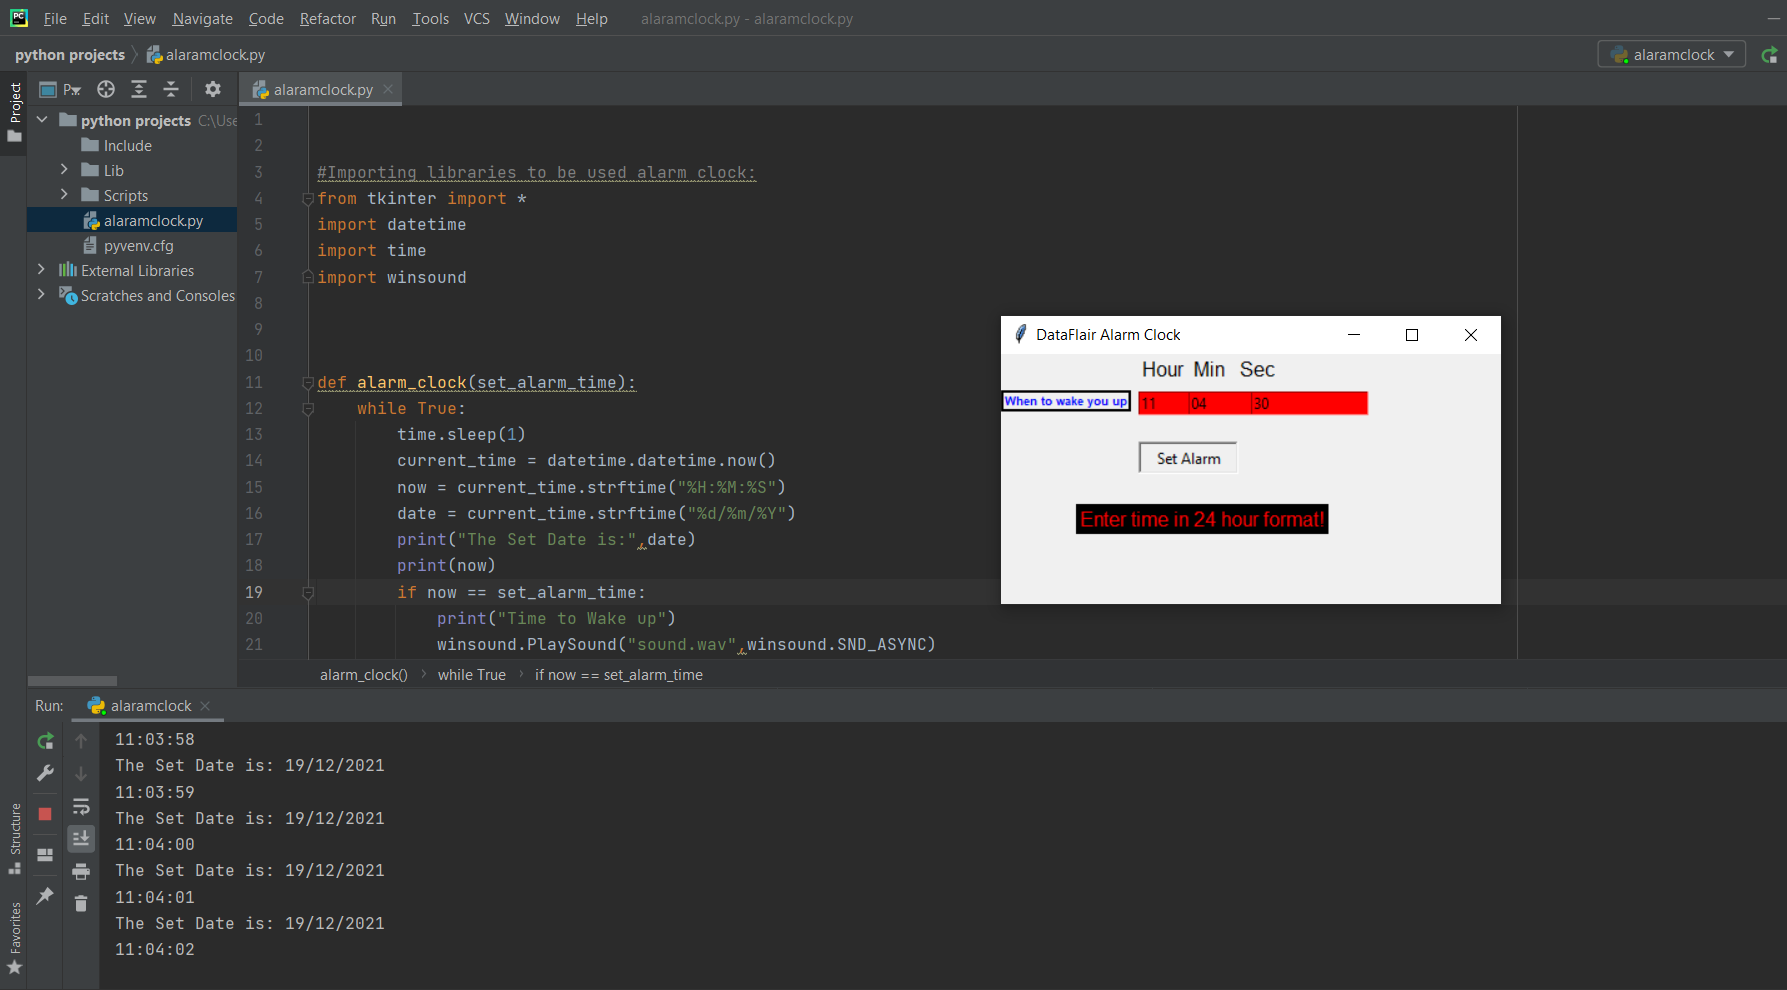 PC File Edit View Navigate Code Refactor Run Tools VCS Window Help alaramclock.py - alaramclock.py
python projects alaramclock.py alaramclock
Project
P
alaramclock.py
python projects C:\Use
Include
Lib
Scripts
alaramclock.py
pyvenv.cfg
External Libraries
Scratches and Consoles
1
2
3 #Importing libraries to be used alarm clock:
4 from tkinter import *
5 import datetime
6 import time
7 import winsound
8
9
10
11 def alarm_clock(set_alarm_time):
12 while True:
13 time.sleep(1)
14 current_time = datetime.datetime.now()
15 now = current_time.strftime("%H:%M:%S")
16 date = current_time.strftime("%d/%m/%Y")
17 print("The Set Date is:",date)
18 print(now)
19 if now == set_alarm_time:
20 print("Time to Wake up")
21 winsound.PlaySound("sound.wav",winsound.SND_ASYNC)
alarm_clock() while True if now == set_alarm_time
DataFlair Alarm Clock
Hour Min Sec
When to wake you up 11 04 30
Set Alarm
Enter time in 24 hour format!
Run: alaramclock
11:03:58
The Set Date is: 19/12/2021
11:03:59
The Set Date is: 19/12/2021
11:04:00
The Set Date is: 19/12/2021
11:04:01
The Set Date is: 19/12/2021
11:04:02
Structure
Favorites